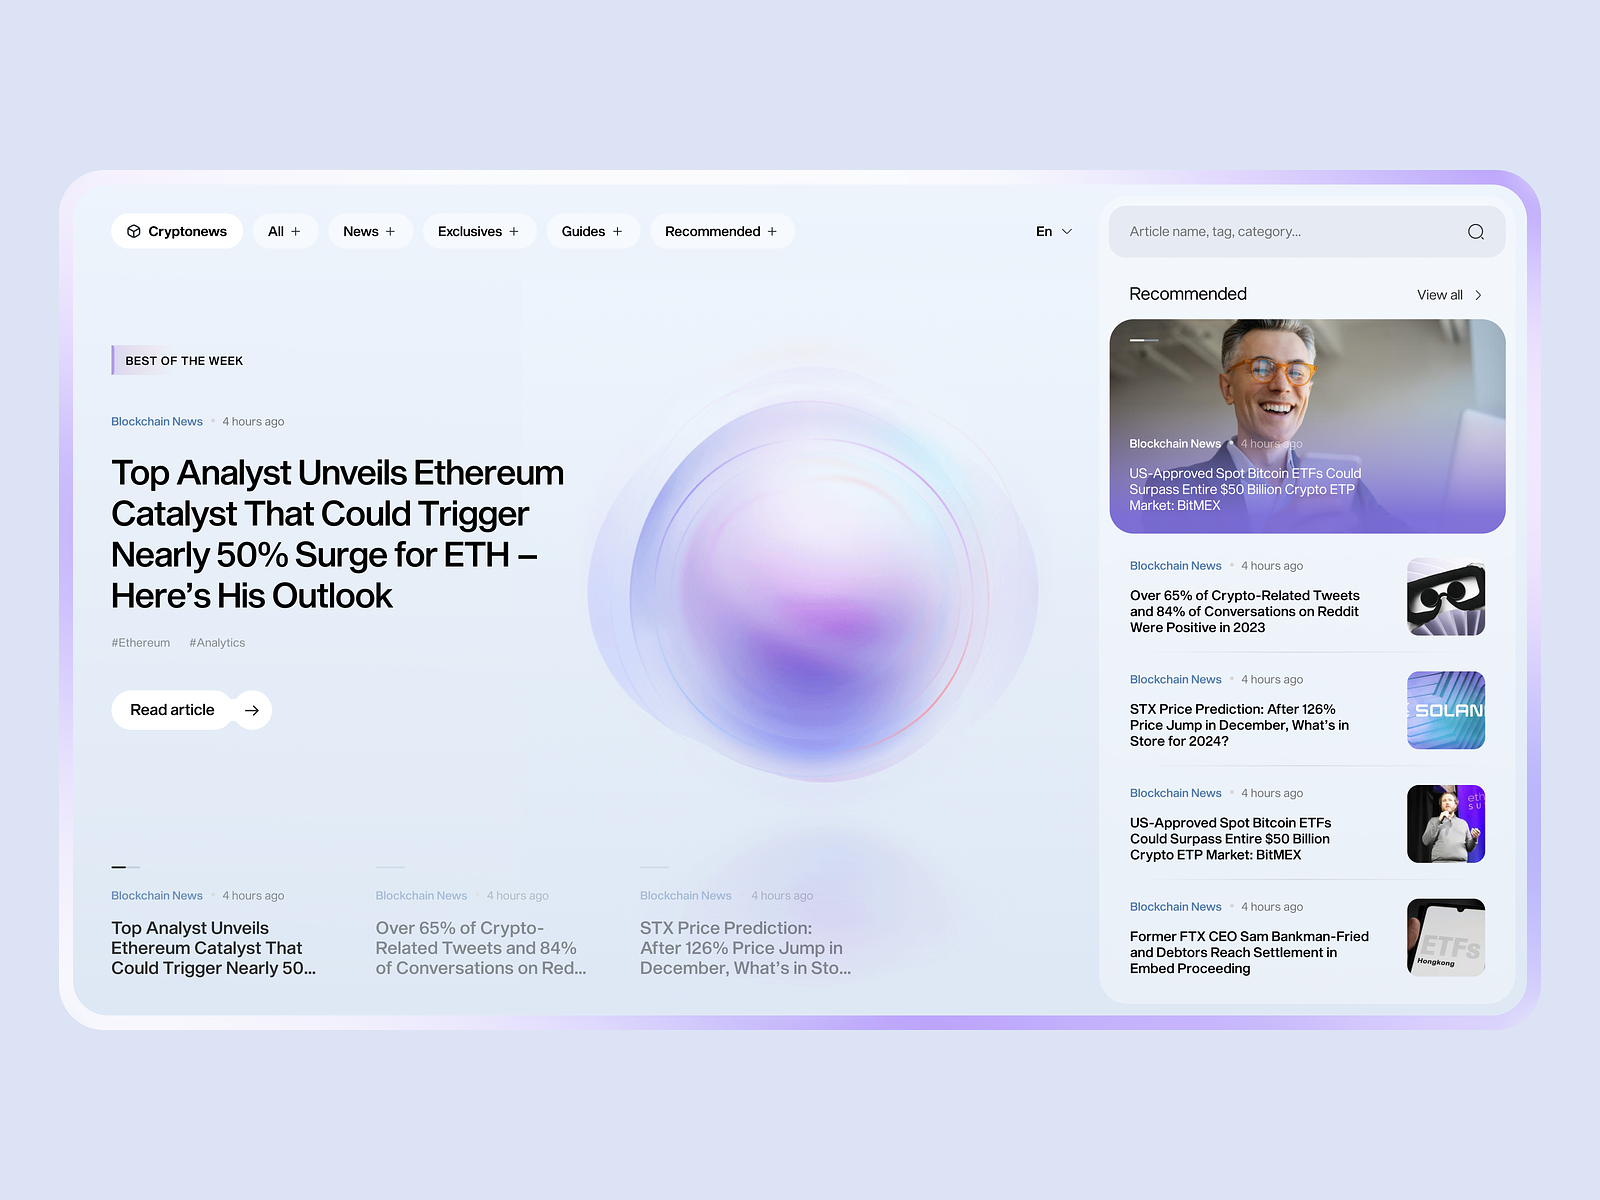 Cryptonews
All +
News +
Exclusives +
Guides +
Recommended +
En
Article name, tag, category...
Recommended
View all
BEST OF THE WEEK
Blockchain News • 4 hours ago
Top Analyst Unveils Ethereum
Catalyst That Could Trigger
Nearly 50% Surge for ETH –
Here’s His Outlook
#Ethereum #Analytics
Read article
Blockchain News • 4 hours ago
Top Analyst Unveils
Ethereum Catalyst That
Could Trigger Nearly 50...
Blockchain News • 4 hours ago
Over 65% of Crypto-
Related Tweets and 84%
of Conversations on Red...
Blockchain News 4 hours ago
STX Price Prediction:
After 126% Price Jump in
December, What’s in Sto...
Blockchain News • 4 hours ago
US-Approved Spot Bitcoin ETFs Could
Surpass Entire $50 Billion Crypto ETP
Market: BitMEX
Blockchain News • 4 hours ago
Over 65% of Crypto-Related Tweets
and 84% of Conversations on Reddit
Were Positive in 2023
Blockchain News • 4 hours ago
STX Price Prediction: After 126%
Price Jump in December, What’s in
Store for 2024?
SOLAN
Blockchain News • 4 hours ago
US-Approved Spot Bitcoin ETFs
Could Surpass Entire $50 Billion
Crypto ETP Market: BitMEX
eth
SU
Blockchain News • 4 hours ago
Former FTX CEO Sam Bankman-Fried
and Debtors Reach Settlement in
Embed Proceeding
ETFs
Hongkong